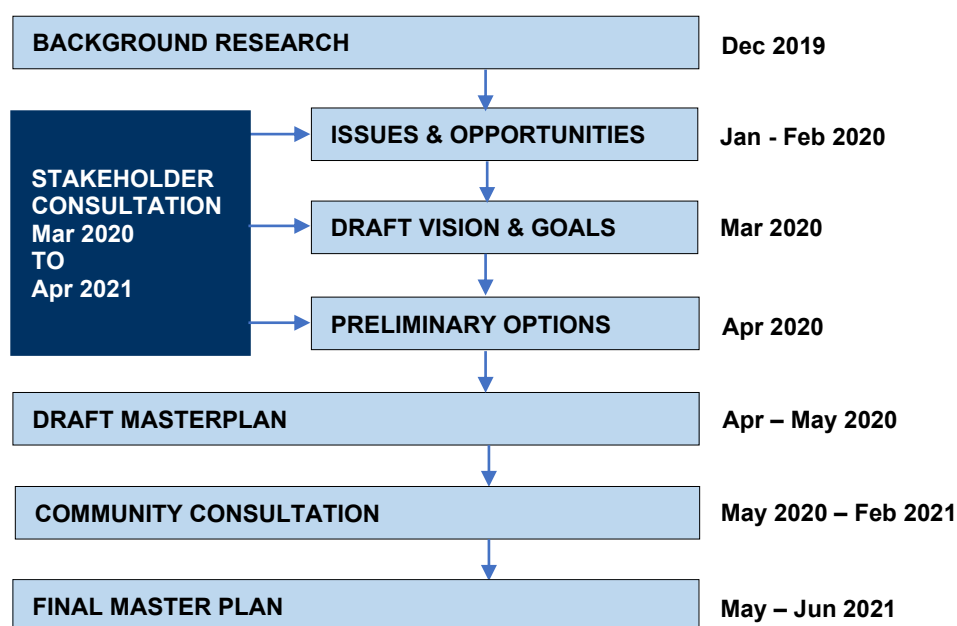 BACKGROUND RESEARCH
Dec 2019
ISSUES & OPPORTUNITIES
Jan - Feb 2020
STAKEHOLDER
CONSULTATION
Mar 2020
TO
Apr 2021
DRAFT VISION & GOALS
Mar 2020
PRELIMINARY OPTIONS
Apr 2020
DRAFT MASTERPLAN
Apr – May 2020
COMMUNITY CONSULTATION
May 2020 – Feb 2021
FINAL MASTER PLAN
May – Jun 2021